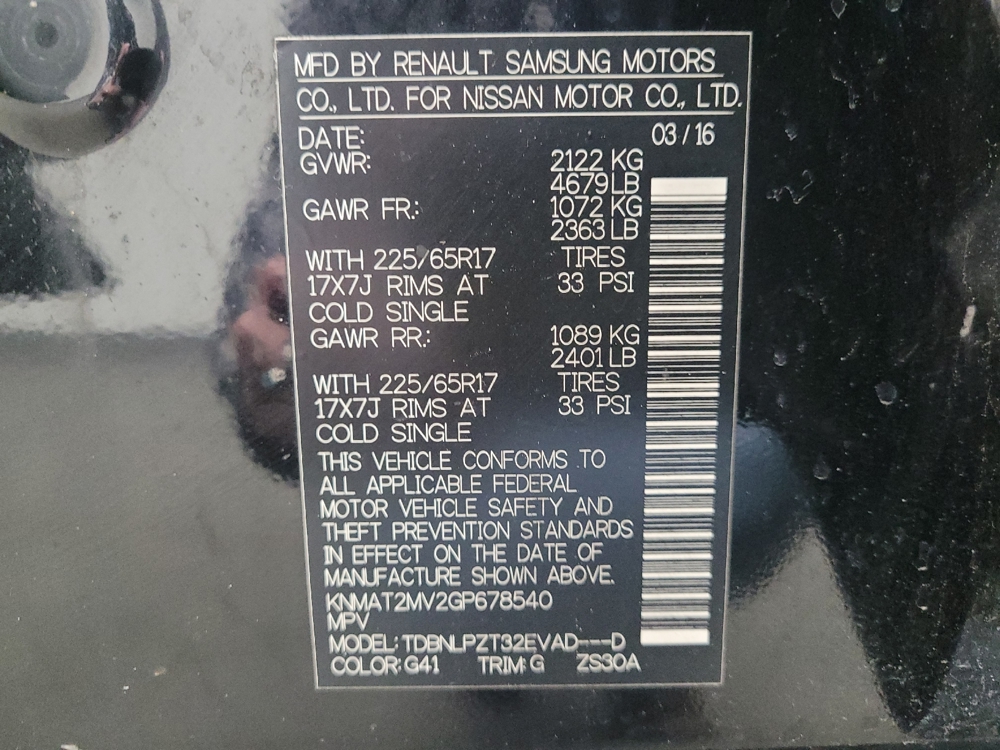 MFD BY RENAULT SAMSUNG MOTORS
CO., LTD. FOR NISSAN MOTOR CO., LTD.
DATE: 03 / 16
GVWR: 2122 KG
4679 LB
GAWR FR.: 1072 KG
2363 LB
WITH 225/65R17 TIRES
17X7J RIMS AT 33 PSI
COLD SINGLE
GAWR RR.: 1089 KG
2401 LB
WITH 225/65R17 TIRES
17X7J RIMS AT 33 PSI
COLD SINGLE
THIS VEHICLE CONFORMS TO
ALL APPLICABLE FEDERAL
MOTOR VEHICLE SAFETY AND
THEFT PREVENTION STANDARDS
IN EFFECT ON THE DATE OF
MANUFACTURE SHOWN ABOVE.
KNMAT2MV2GP678540
MPV
MODEL: TDBNLPZT32EVAD---D
COLOR: G41 TRIM: G ZS30A